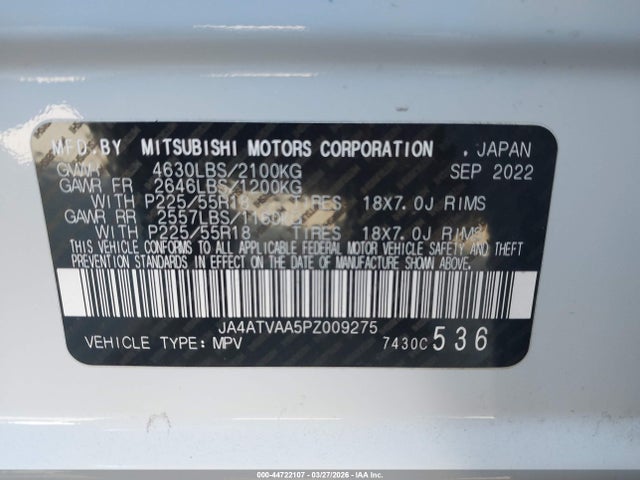 MFD. BY MITSUBISHI MOTORS CORPORATION . JAPAN
GVWR 4630LBS/2100KG SEP 2022
GAWR FR 2646LBS/1200KG
WITH P225/55R18 TIRES 18X7.0J RIMS
GAWR RR 2557LBS/1160KG
WITH P225/55R18 TIRES 18X7.0J RIMS
THIS VEHICLE CONFORMS TO ALL APPLICABLE FEDERAL MOTOR VEHICLE SAFETY AND THEFT
PREVENTION STANDARDS IN EFFECT ON THE DATE OF MANUFACTURE SHOWN ABOVE.
JA4ATVAA5PZ009275
VEHICLE TYPE: MPV 7430C 536
000-44722107 — 03/27/2026 — IAA Inc.